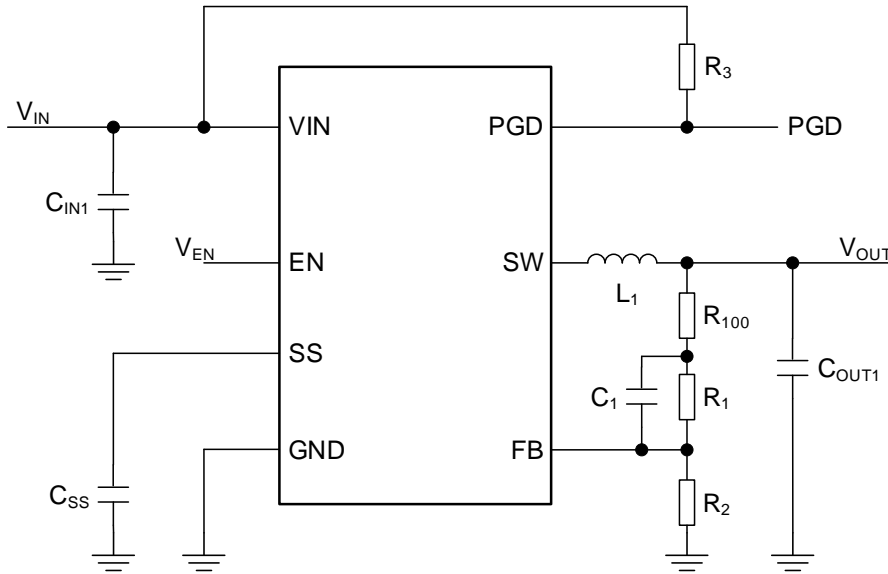 R3
VIN
VIN
PGD
PGD
CIN1
VEN
EN
SW
VOUT
L1
R100
SS
C1
R1
COUT1
GND
FB
CSS
R2